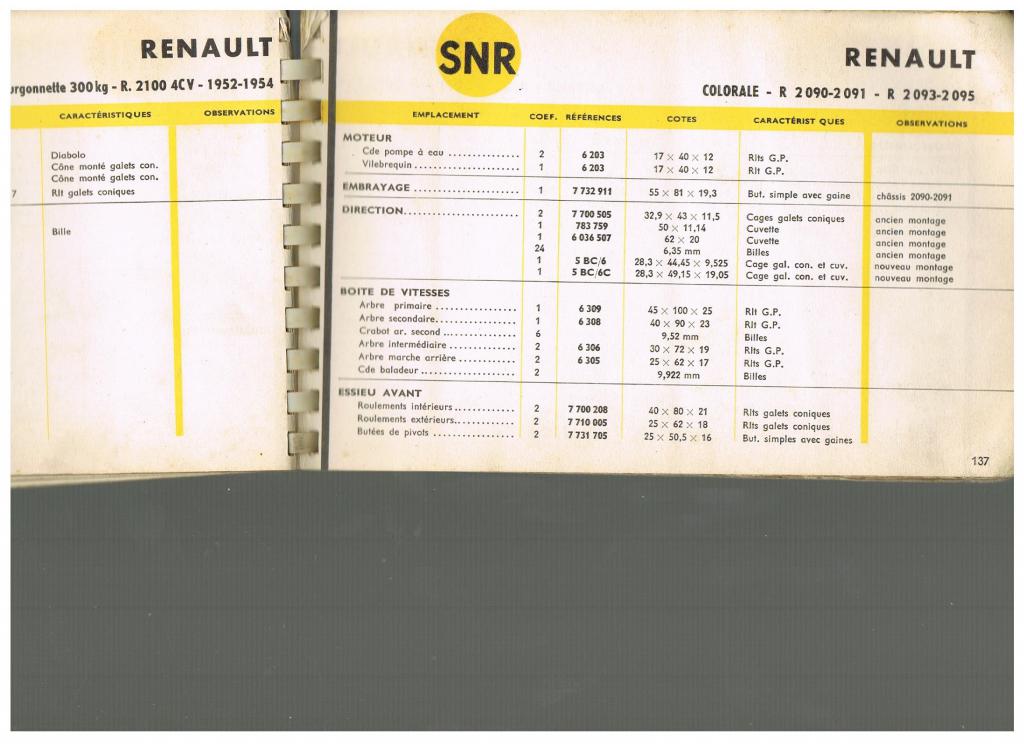 RENAULT
rgonnette 300 kg - R. 2100 4CV - 1952-1954
CARACTÉRISTIQUES OBSERVATIONS
Diabolo
Cône monté galets con.
Cône monté galets con.
7 Rlt galets coniques
Bille
SNR
RENAULT
COLORALE - R 2090-2091 - R 2093-2095
EMPLACEMENT COEF. RÉFÉRENCES COTES CARACTÉRIST QUES OBSERVATIONS
MOTEUR
Cde pompe à eau ............... 2 6 203 17 × 40 × 12 Rlts G.P.
Vilebrequin ..................... 1 6 203 17 × 40 × 12 Rlt G.P.
EMBRAYAGE ..................... 1 7 732 911 55 × 81 × 19,3 But. simple avec gaine châssis 2090-2091
DIRECTION....................... 2 7 700 505 32,9 × 43 × 11,5 Cages galets coniques ancien montage
1 783 759 50 × 11,14 Cuvette ancien montage
1 6 036 507 62 × 20 Cuvette ancien montage
24 6,35 mm Billes ancien montage
1 5 BC/6 28,3 × 44,45 × 9,525 Cage gal. con. et cuv. nouveau montage
1 5 BC/6C 28,3 × 49,15 × 19,05 Cage gal. con. et cuv. nouveau montage
BOITE DE VITESSES
Arbre primaire ................. 1 6 309 45 × 100 × 25 Rlt G.P.
Arbre secondaire................. 1 6 308 40 × 90 × 23 Rlt G.P.
Crabot ar. second ............... 6 9,52 mm Billes
Arbre intermédiaire .............. 2 6 306 30 × 72 × 19 Rlts G.P.
Arbre marche arrière ............ 2 6 305 25 × 62 × 17 Rlts G.P.
Cde baladeur .................... 2 9,922 mm Billes
ESSIEU AVANT
Roulements intérieurs ............. 2 7 700 208 40 × 80 × 21 Rlts galets coniques
Roulements extérieurs............. 2 7 710 005 25 × 62 × 18 Rlts galets coniques
Butées de pivots ................. 2 7 731 705 25 × 50,5 × 16 But. simples avec gaines
137